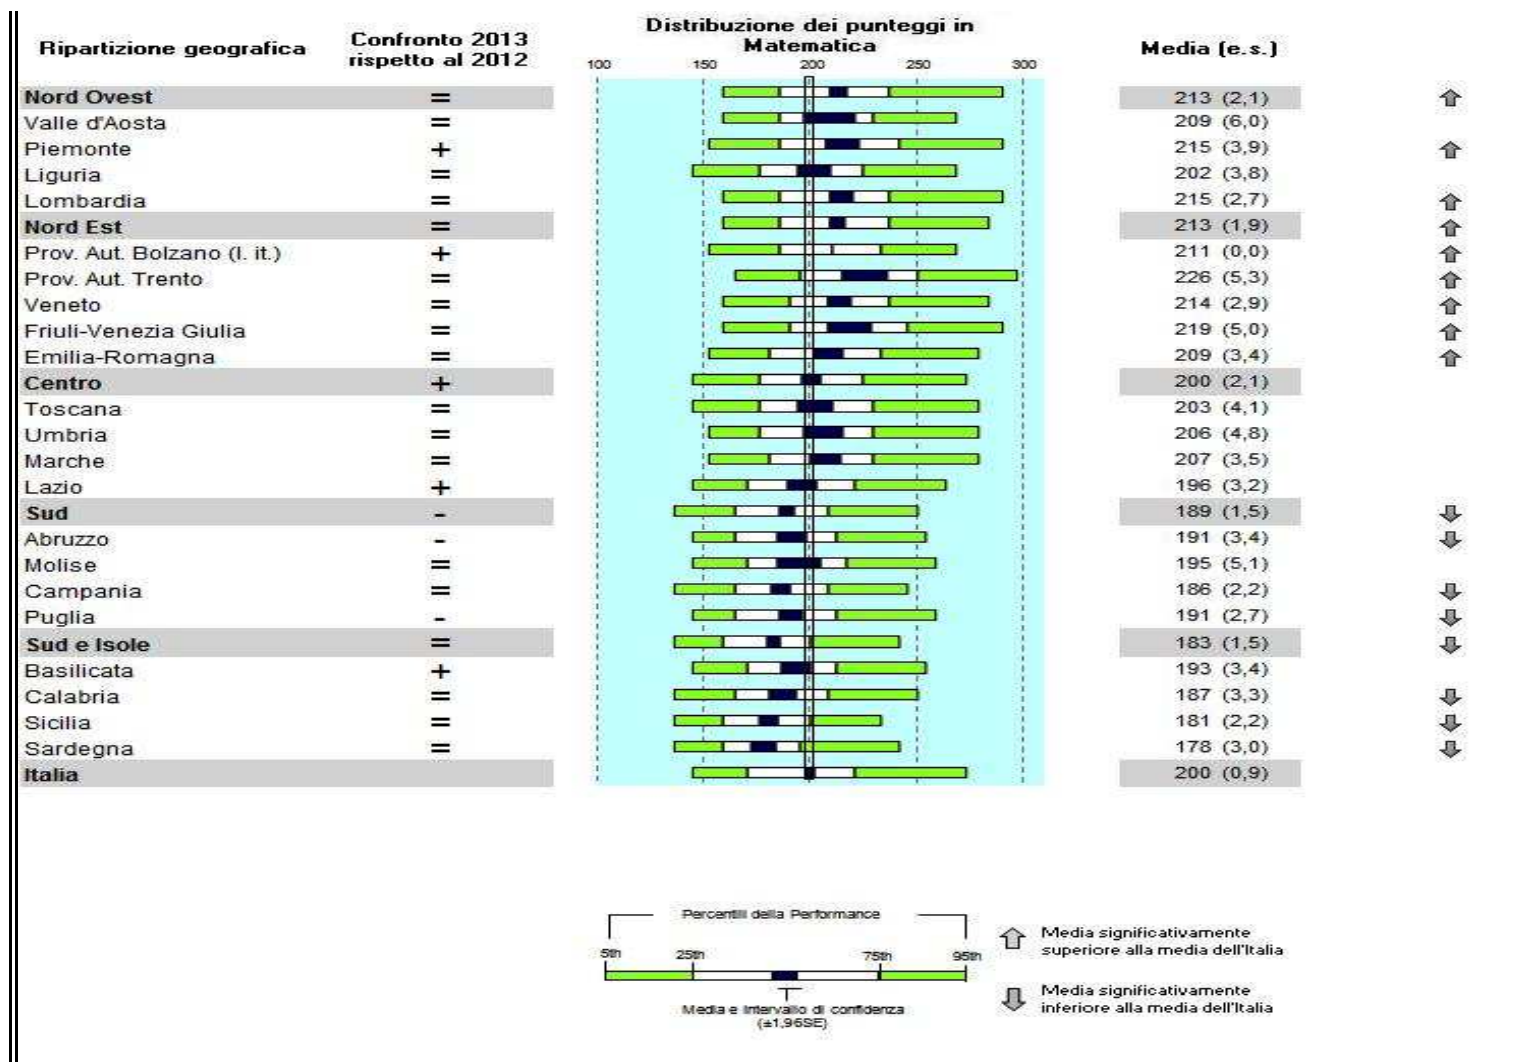 Ripartizione geografica
Confronto 2013
rispetto al 2012
Distribuzione dei punteggi in
Matematica
Media (e.s.)
100 150 200 250 300
Nord Ovest = 213 (2,1)
Valle d'Aosta = 209 (6,0)
Piemonte + 215 (3,9)
Liguria = 202 (3,8)
Lombardia = 215 (2,7)
Nord Est = 213 (1,9)
Prov. Aut. Bolzano (l. it.) + 211 (0,0)
Prov. Aut. Trento = 226 (5,3)
Veneto = 214 (2,9)
Friuli-Venezia Giulia = 219 (5,0)
Emilia-Romagna = 209 (3,4)
Centro + 200 (2,1)
Toscana = 203 (4,1)
Umbria = 206 (4,8)
Marche = 207 (3,5)
Lazio + 196 (3,2)
Sud - 189 (1,5)
Abruzzo - 191 (3,4)
Molise = 195 (5,1)
Campania = 186 (2,2)
Puglia - 191 (2,7)
Sud e Isole = 183 (1,5)
Basilicata + 193 (3,4)
Calabria = 187 (3,3)
Sicilia = 181 (2,2)
Sardegna = 178 (3,0)
Italia 200 (0,9)
Percentili della Performance
5th 25th 75th 95th
Media e Intervallo di confidenza
(±1,96SE)
Media significativamente
superiore alla media dell'Italia
Media significativamente
inferiore alla media dell'Italia